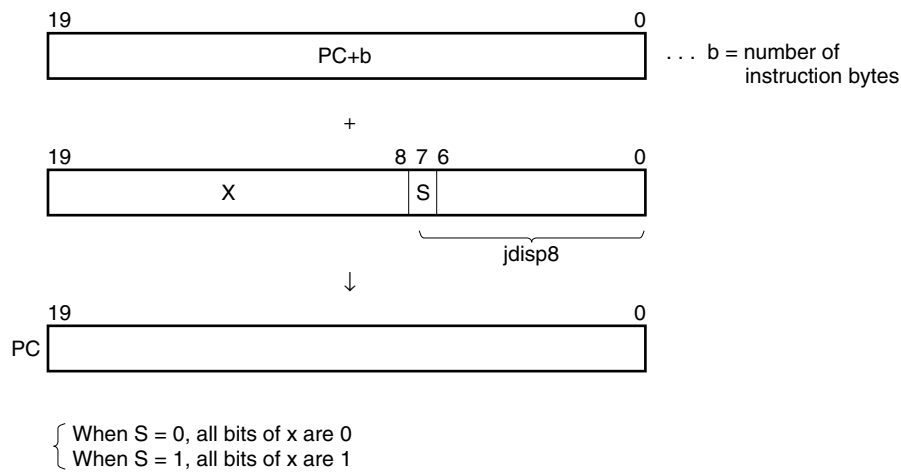 19 0
PC+b
. . . b = number of
instruction bytes
+
19 8 7 6 0
X S
jdisp8
↓
19 0
PC
When S = 0, all bits of x are 0
When S = 1, all bits of x are 1